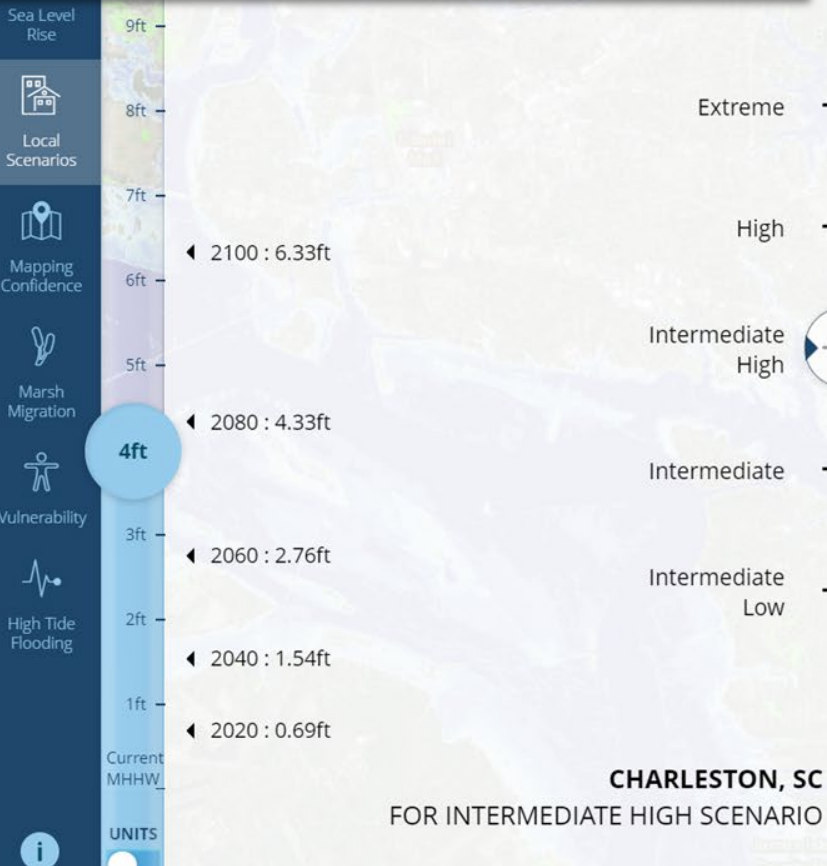 Sea Level
Rise
Local
Scenarios
Mapping
Confidence
Marsh
Migration
Vulnerability
High Tide
Flooding
i
9ft
8ft
7ft
6ft
5ft
4ft
3ft
2ft
1ft
Current
MHHW
UNITS
2100 : 6.33ft
2080 : 4.33ft
2060 : 2.76ft
2040 : 1.54ft
2020 : 0.69ft
Extreme
High
Intermediate
High
Intermediate
Intermediate
Low
CHARLESTON, SC
FOR INTERMEDIATE HIGH SCENARIO